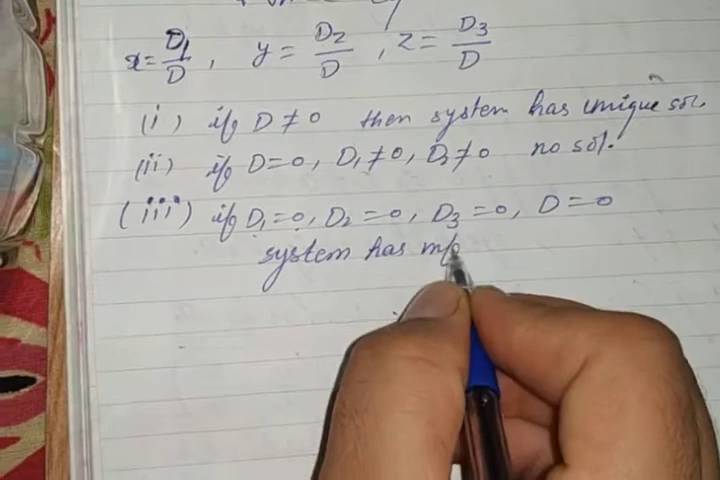 x = D1/D , y = D2/D , z = D3/D
(i) if D ≠ 0 then system has unique sol.
(ii) if D=0, D1≠0, D3≠0 no sol.
(iii) if D1=0, D2=0, D3=0, D=0
system has